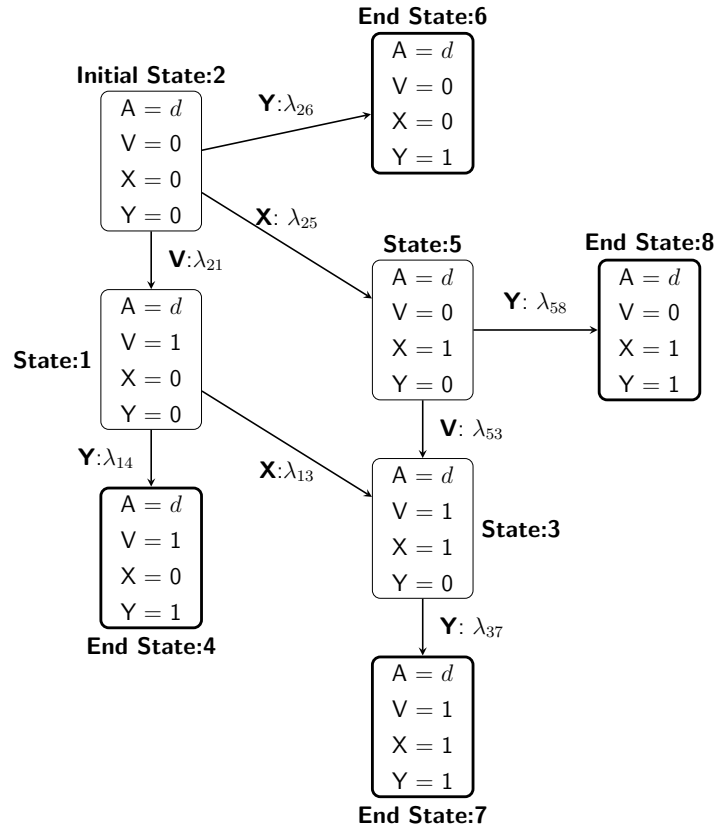 End State:6
A = d
V = 0
X = 0
Y = 1
Initial State:2
A = d
V = 0
X = 0
Y = 0
Y:λ26
X: λ25
V:λ21
State:5
A = d
V = 0
X = 1
Y = 0
Y: λ58
End State:8
A = d
V = 0
X = 1
Y = 1
State:1
A = d
V = 1
X = 0
Y = 0
V: λ53
Y:λ14
X:λ13
A = d
V = 1
X = 1
Y = 0
State:3
A = d
V = 1
X = 0
Y = 1
End State:4
Y: λ37
A = d
V = 1
X = 1
Y = 1
End State:7